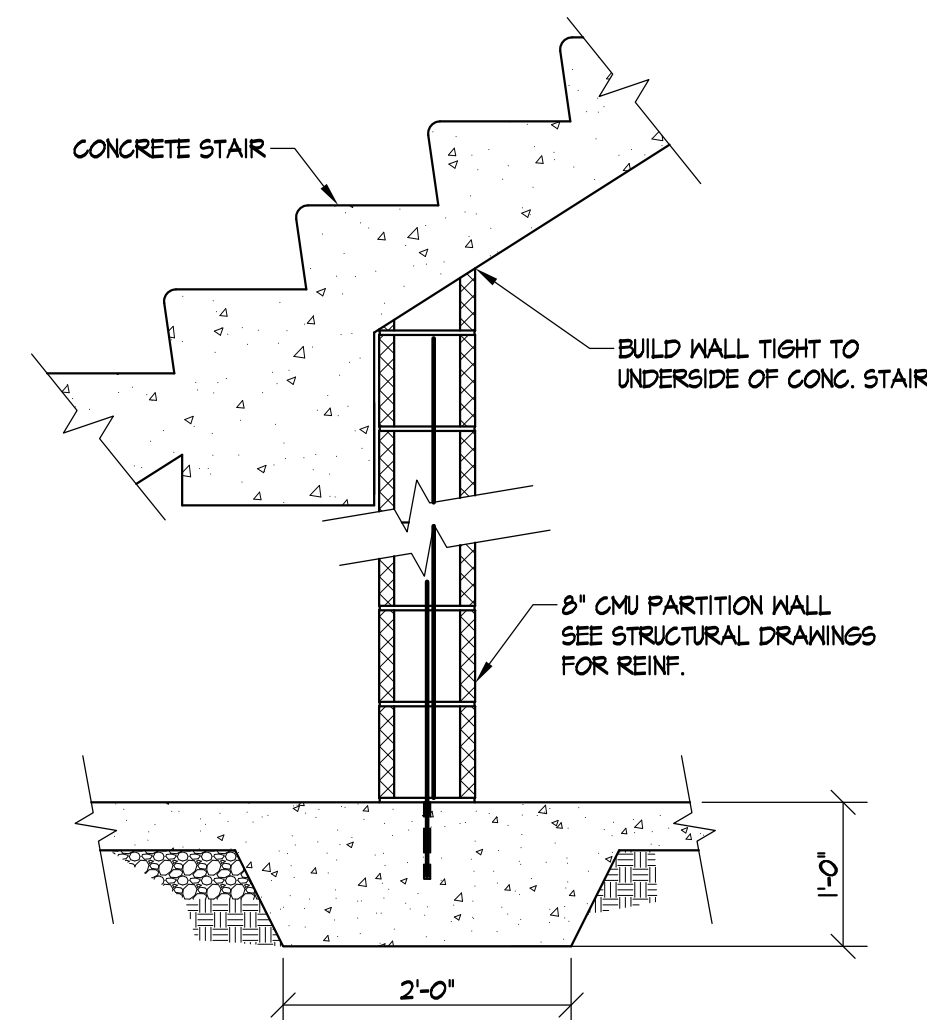 CONCRETE STAIR
BUILD WALL TIGHT TO
UNDERSIDE OF CONC. STAIR
8" CMU PARTITION WALL
SEE STRUCTURAL DRAWINGS
FOR REINF.
1'-0"
2'-0"